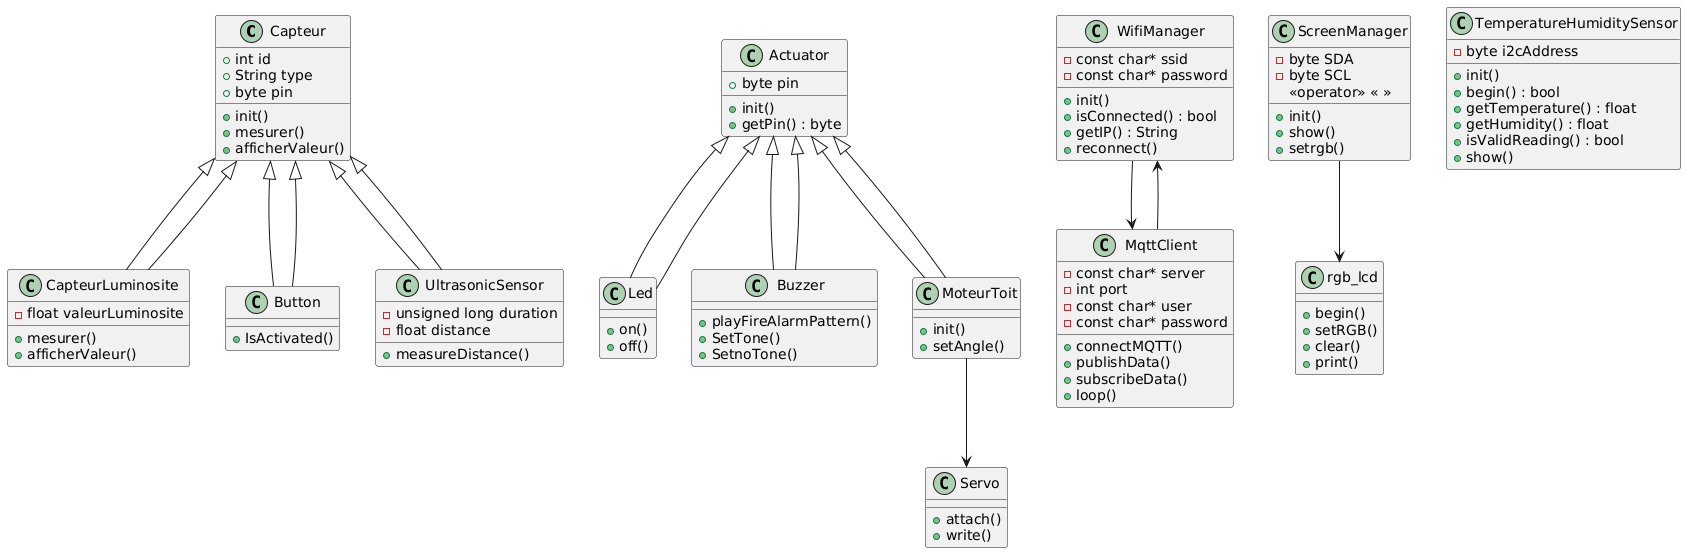 C Capteur
int id
String type
byte pin
init()
mesurer()
afficherValeur()
C Actuator
byte pin
init()
getPin() : byte
C WifiManager
const char* ssid
const char* password
init()
isConnected() : bool
getIP() : String
reconnect()
C ScreenManager
byte SDA
byte SCL
«operator» « »
init()
show()
setrgb()
C TemperatureHumiditySensor
byte i2cAddress
init()
begin() : bool
getTemperature() : float
getHumidity() : float
isValidReading() : bool
show()
C CapteurLuminosite
float valeurLuminosite
mesurer()
afficherValeur()
C Button
IsActivated()
C UltrasonicSensor
unsigned long duration
float distance
measureDistance()
C Led
on()
off()
C Buzzer
playFireAlarmPattern()
SetTone()
SetnoTone()
C MoteurToit
init()
setAngle()
C MqttClient
const char* server
int port
const char* user
const char* password
connectMQTT()
publishData()
subscribeData()
loop()
C rgb_lcd
begin()
setRGB()
clear()
print()
C Servo
attach()
write()